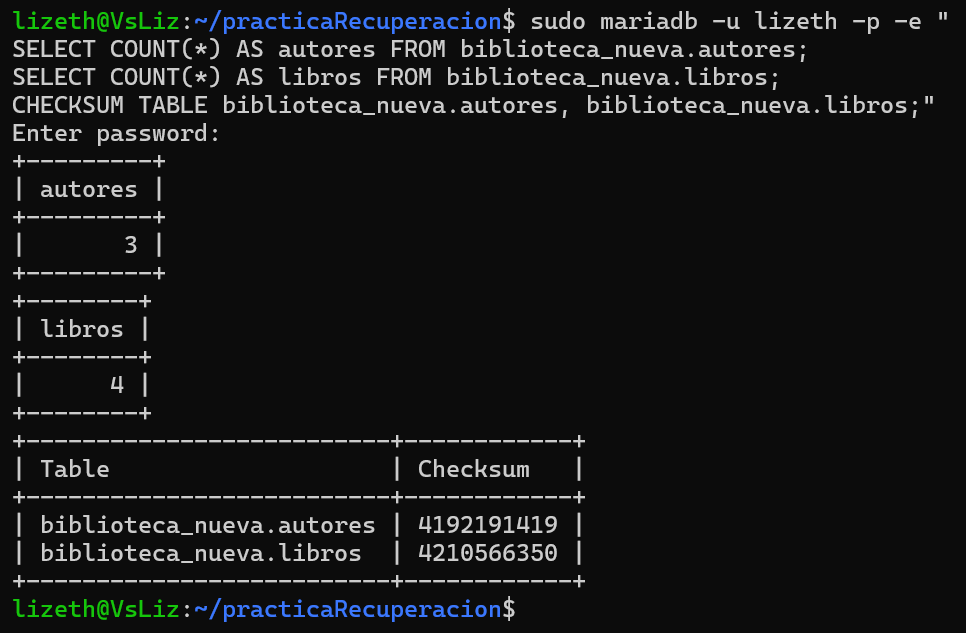 lizeth@VsLiz:~/practicaRecuperacion$ sudo mariadb -u lizeth -p -e "
SELECT COUNT(*) AS autores FROM biblioteca_nueva.autores;
SELECT COUNT(*) AS libros FROM biblioteca_nueva.libros;
CHECKSUM TABLE biblioteca_nueva.autores, biblioteca_nueva.libros;"
Enter password:
+---------+
| autores |
+---------+
|       3 |
+---------+
+--------+
| libros |
+--------+
|      4 |
+--------+
+--------------------------+------------+
| Table                    | Checksum   |
+--------------------------+------------+
| biblioteca_nueva.autores | 4192191419 |
| biblioteca_nueva.libros  | 4210566350 |
+--------------------------+------------+
lizeth@VsLiz:~/practicaRecuperacion$